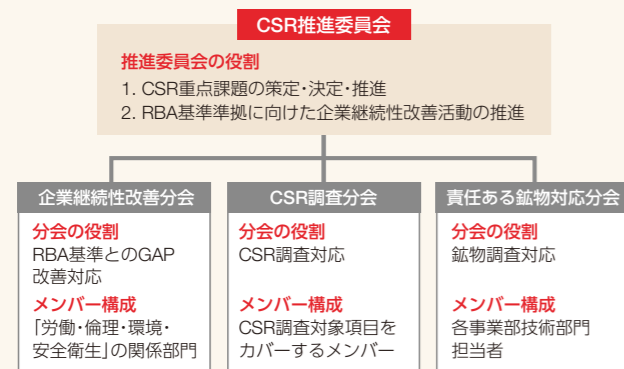 CSR推進委員会
推進委員会の役割
1. CSR重点課題の策定・決定・推進
2. RBA基準準拠に向けた企業継続性改善活動の推進
企業継続性改善分会
分会の役割
RBA基準とのGAP
改善対応
メンバー構成
「労働・倫理・環境・
安全衛生」の関係部門
CSR調査分会
分会の役割
CSR調査対応
メンバー構成
CSR調査対象項目を
カバーするメンバー
責任ある鉱物対応分会
分会の役割
鉱物調査対応
メンバー構成
各事業部技術部門
担当者